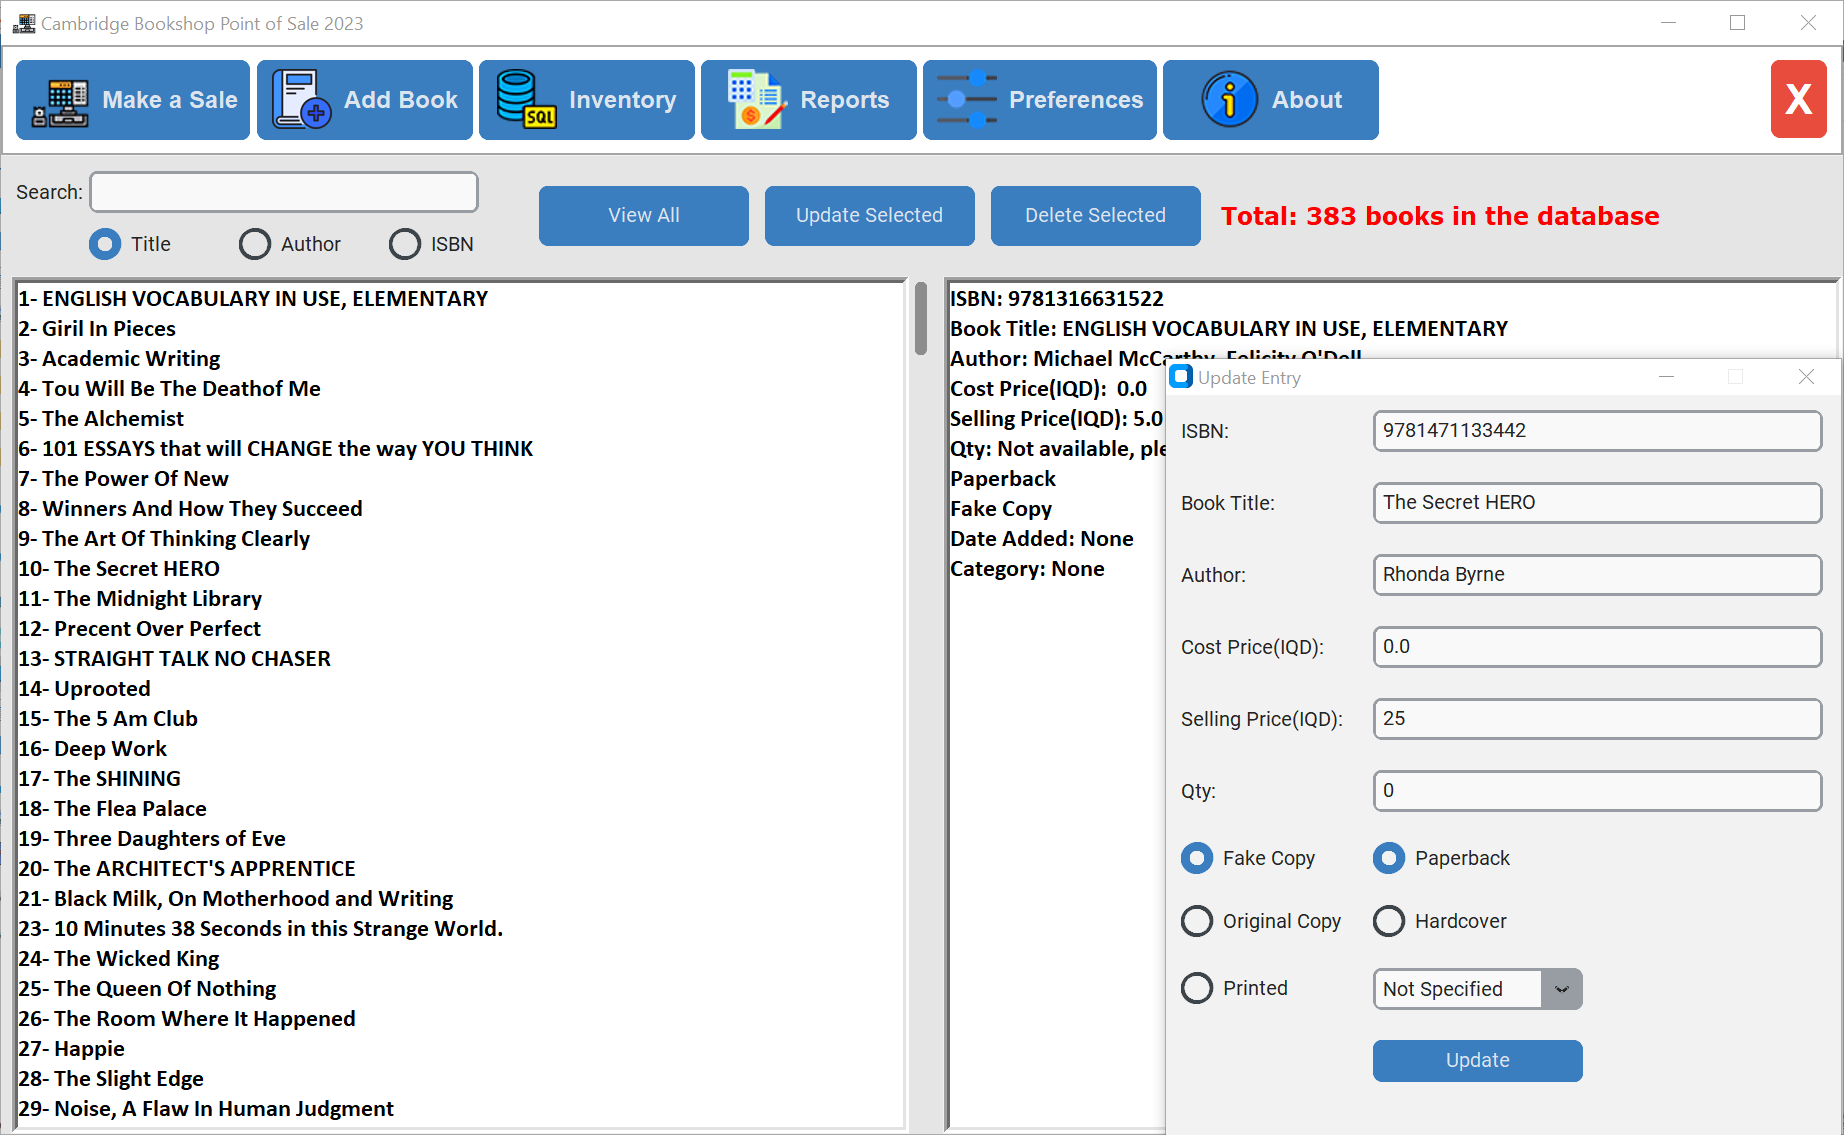 Cambridge Bookshop Point of Sale 2023
Make a Sale
Add Book
SQL
Inventory
Reports
Preferences
About
X
Search:
Title
Author
ISBN
View All
Update Selected
Delete Selected
Total: 383 books in the database
1- ENGLISH VOCABULARY IN USE, ELEMENTARY
2- Giril In Pieces
3- Academic Writing
4- Tou Will Be The Deathof Me
5- The Alchemist
6- 101 ESSAYS that will CHANGE the way YOU THINK
7- The Power Of New
8- Winners And How They Succeed
9- The Art Of Thinking Clearly
10- The Secret HERO
11- The Midnight Library
12- Precent Over Perfect
13- STRAIGHT TALK NO CHASER
14- Uprooted
15- The 5 Am Club
16- Deep Work
17- The SHINING
18- The Flea Palace
19- Three Daughters of Eve
20- The ARCHITECT'S APPRENTICE
21- Black Milk, On Motherhood and Writing
23- 10 Minutes 38 Seconds in this Strange World.
24- The Wicked King
25- The Queen Of Nothing
26- The Room Where It Happened
27- Happie
28- The Slight Edge
29- Noise, A Flaw In Human Judgment
ISBN: 9781316631522
Book Title: ENGLISH VOCABULARY IN USE, ELEMENTARY
Author: Michael McCarthy, Felicity O'Dell
Cost Price(IQD): 0.0
Selling Price(IQD): 5.0
Qty: Not available,
Paperback
Fake Copy
Date Added: None
Category: None
Update Entry
ISBN: 9781471133442
Book Title: The Secret HERO
Author: Rhonda Byrne
Cost Price(IQD): 0.0
Selling Price(IQD): 25
Qty: 0
Fake Copy
Paperback
Original Copy
Hardcover
Printed
Not Specified
Update